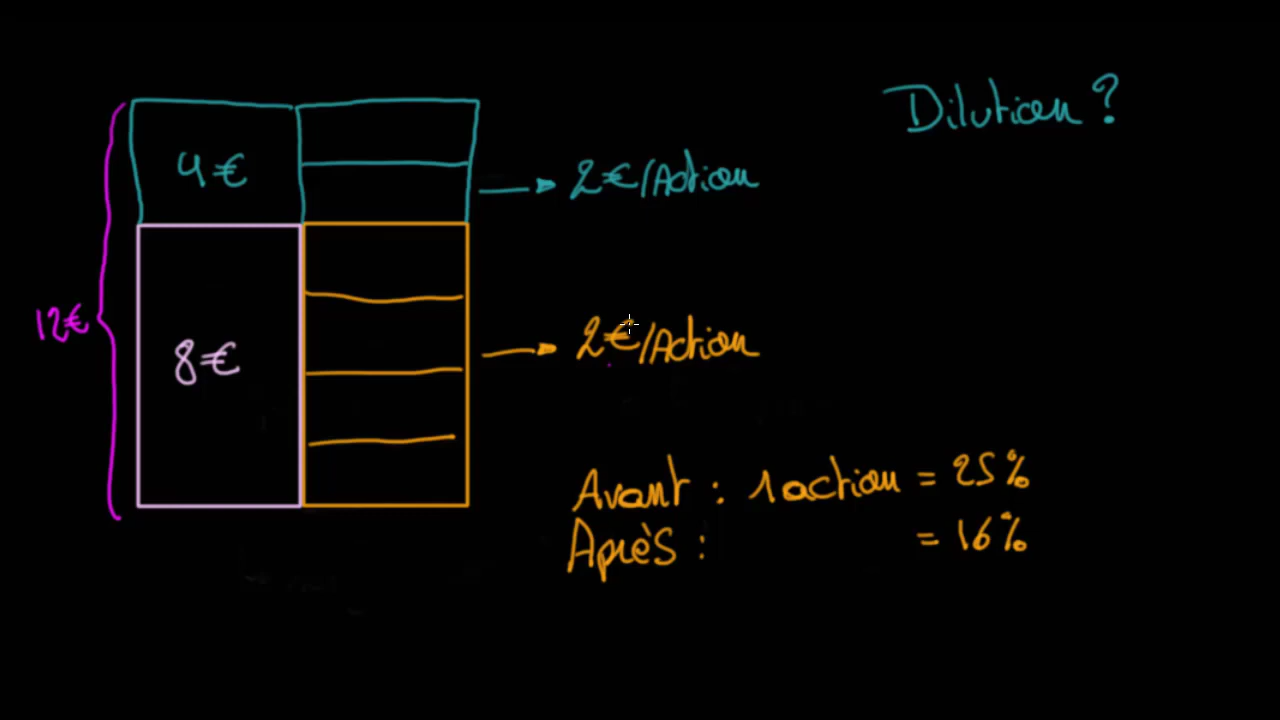 Dilution ?
4€
2€/Action
12€
8€
2€/Action
Avant : 1 action = 25%
Après : = 16%